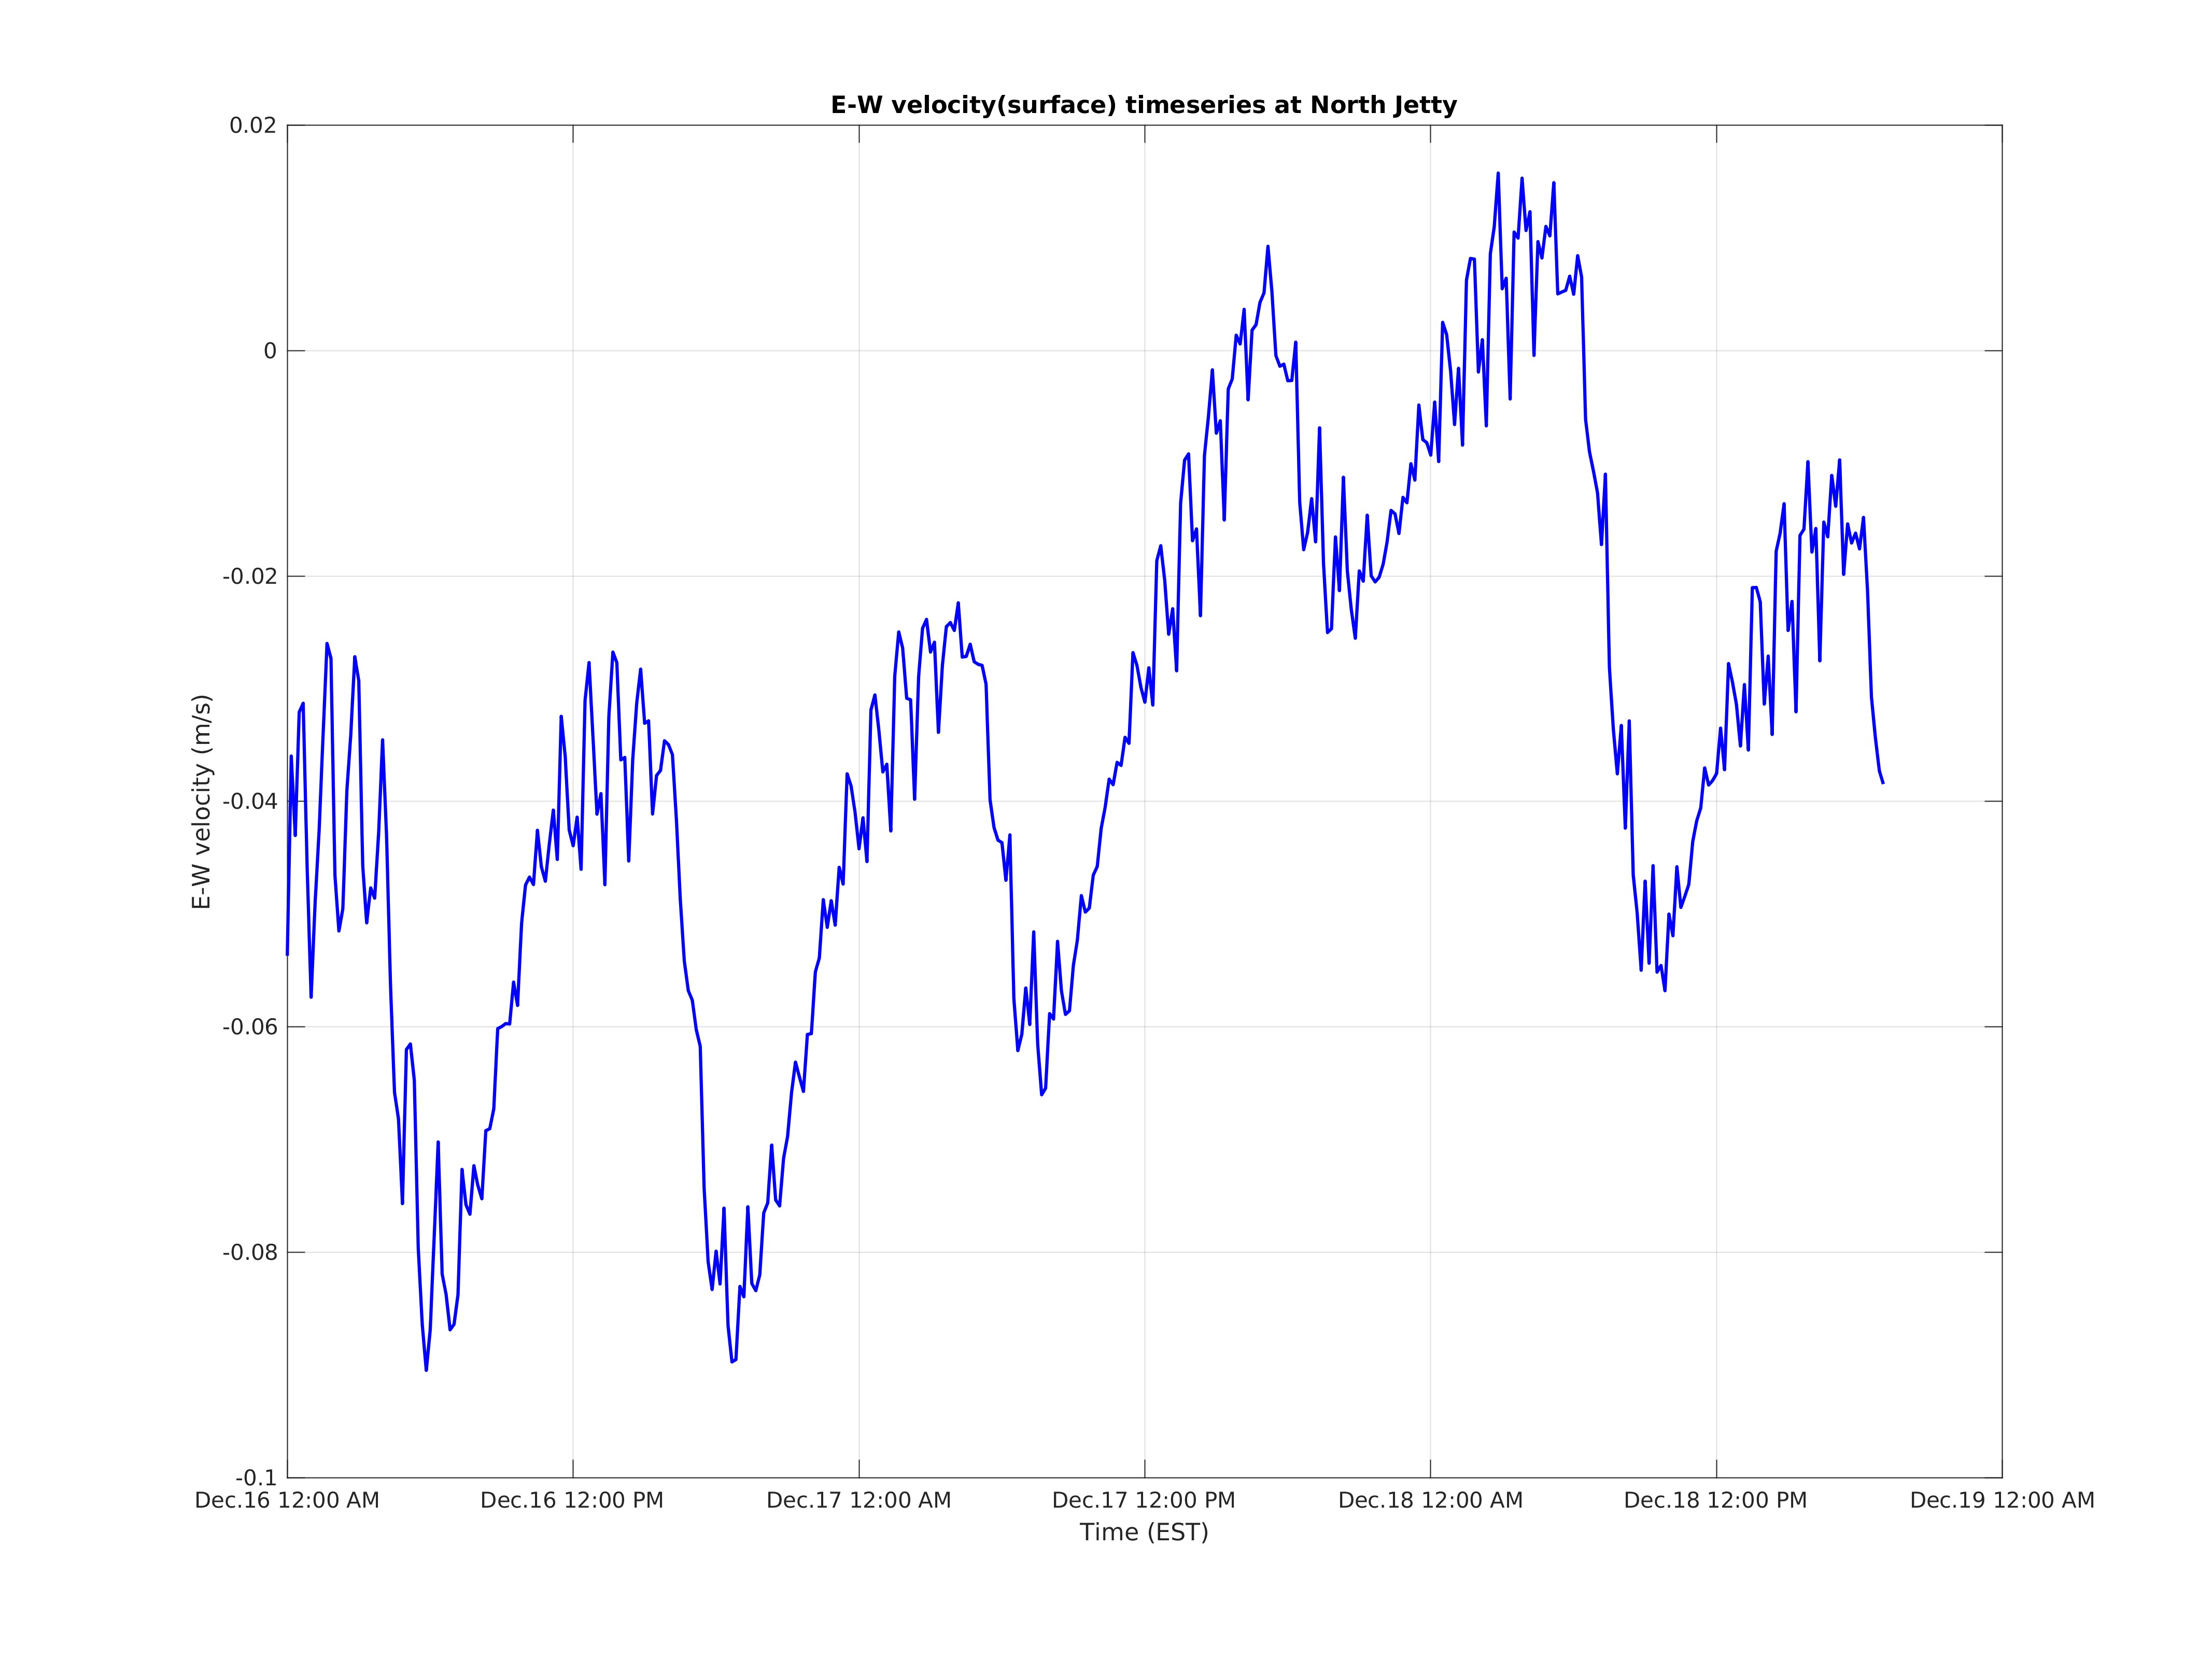 E-W velocity(surface) timeseries at North Jetty
0.02
0
-0.02
-0.04
-0.06
-0.08
-0.1
E-W velocity (m/s)
Dec.16 12:00 AM Dec.16 12:00 PM Dec.17 12:00 AM Dec.17 12:00 PM Dec.18 12:00 AM Dec.18 12:00 PM Dec.19 12:00 AM
Time (EST)